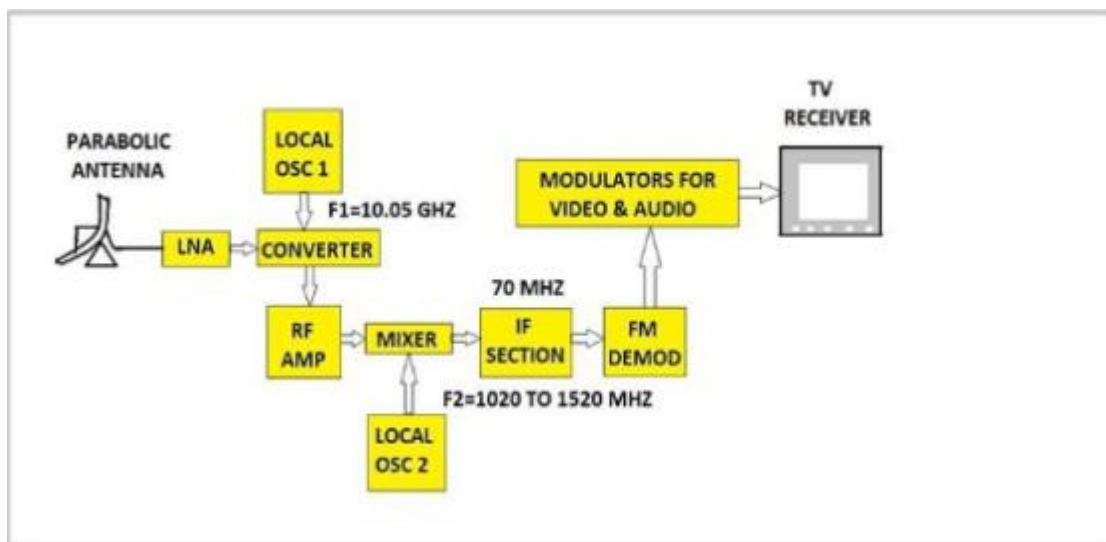 PARABOLIC
ANTENNA
LNA
LOCAL
OSC 1
F1=10.05 GHZ
CONVERTER
RF
AMP
MIXER
LOCAL
OSC 2
F2=1020 TO 1520 MHZ
70 MHZ
IF
SECTION
FM
DEMOD
MODULATORS FOR
VIDEO & AUDIO
TV
RECEIVER